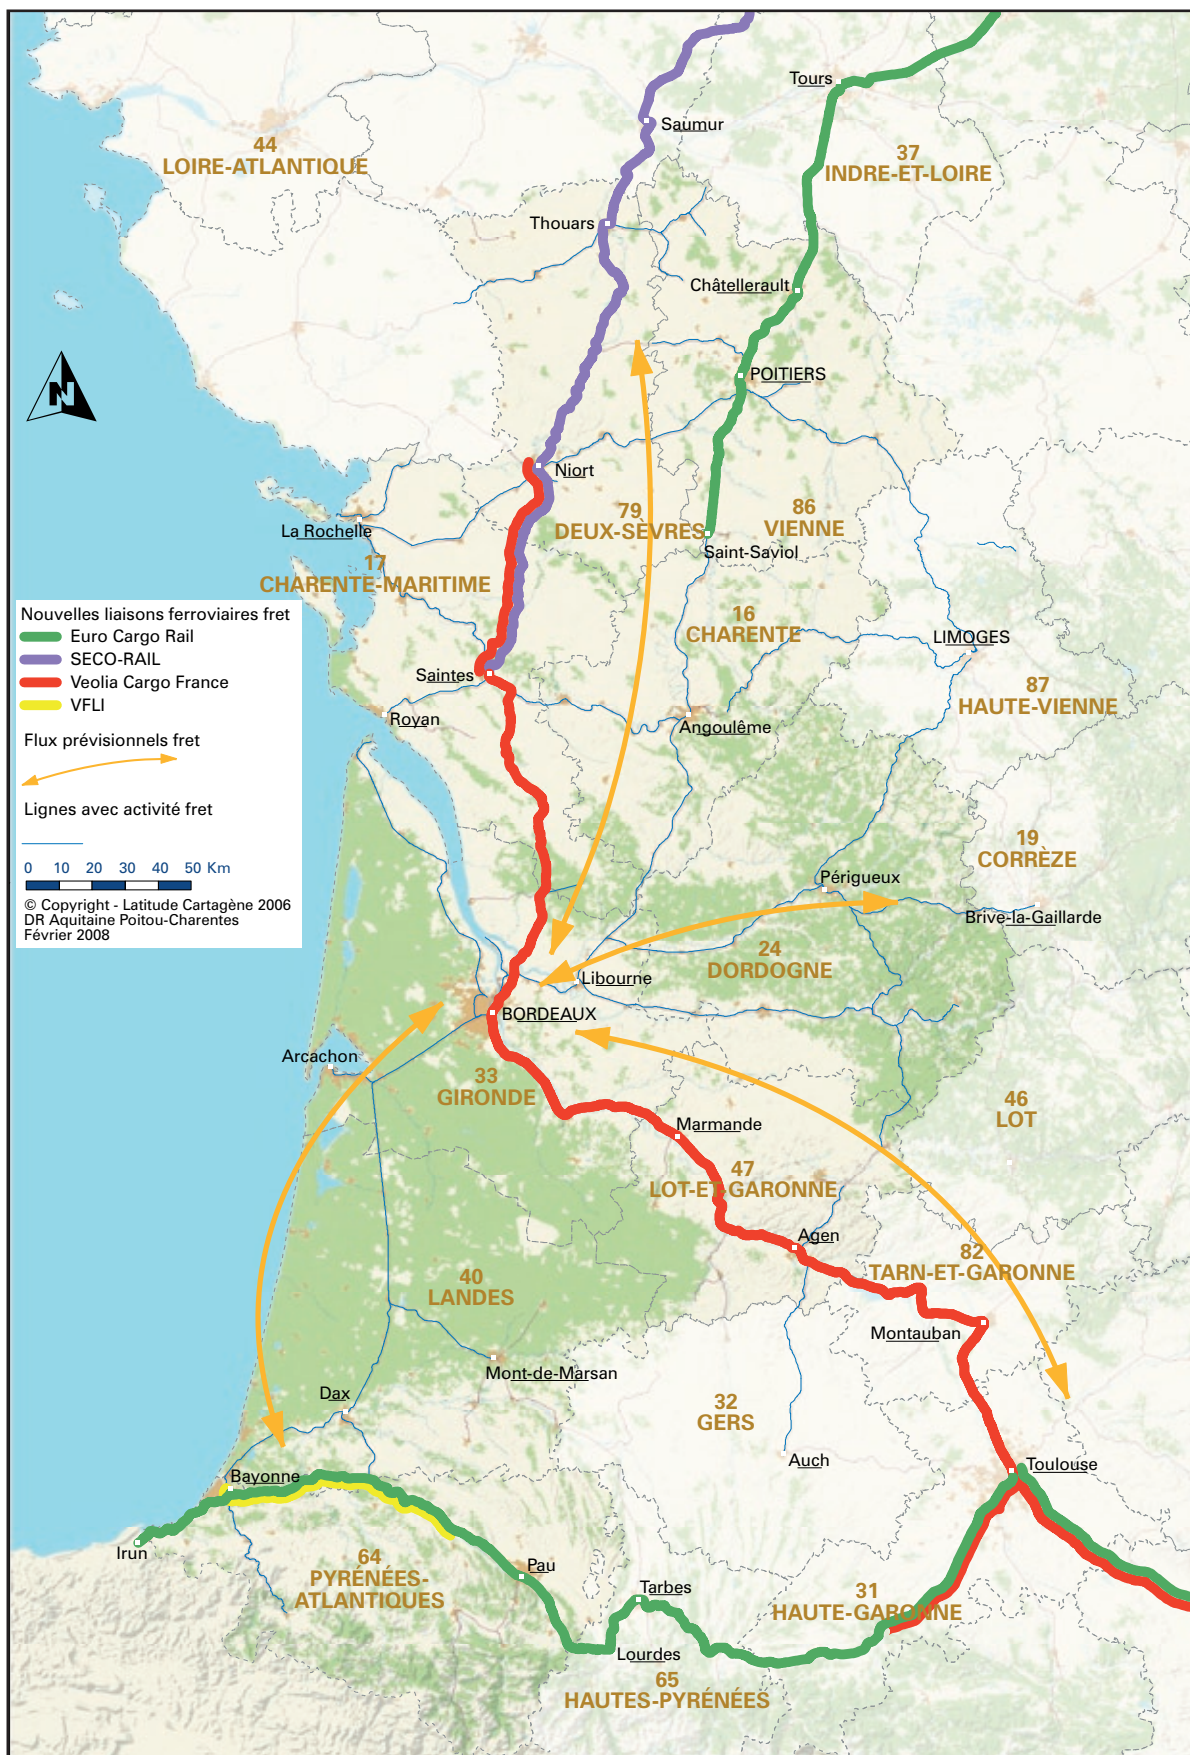 Tours
Saumur
44
LOIRE-ATLANTIQUE
37
INDRE-ET-LOIRE
Thouars
Châtellerault
N
POITIERS
Niort
La Rochelle
79
DEUX-SÈVRES
86
VIENNE
Saint-Saviol
17
CHARENTE-MARITIME
Nouvelles liaisons ferroviaires fret
Euro Cargo Rail
SECO-RAIL
Veolia Cargo France
VFLI
Flux prévisionnels fret
Lignes avec activité fret
0 10 20 30 40 50 Km
© Copyright - Latitude Cartagène 2006
DR Aquitaine Poitou-Charentes
Février 2008
16
CHARENTE
LIMOGES
Saintes
87
HAUTE-VIENNE
Royan
Angoulême
19
CORRÈZE
Périgueux
Brive-la-Gaillarde
24
DORDOGNE
Libourne
BORDEAUX
Arcachon
33
GIRONDE
46
LOT
Marmande
47
LOT-ET-GARONNE
Agen
82
TARN-ET-GARONNE
40
LANDES
Montauban
Mont-de-Marsan
Dax
32
GERS
Auch
Toulouse
Bayonne
Irun
64
PYRÉNÉES-
ATLANTIQUES
Pau
Tarbes
31
HAUTE-GARONNE
Lourdes
65
HAUTES-PYRÉNÉES